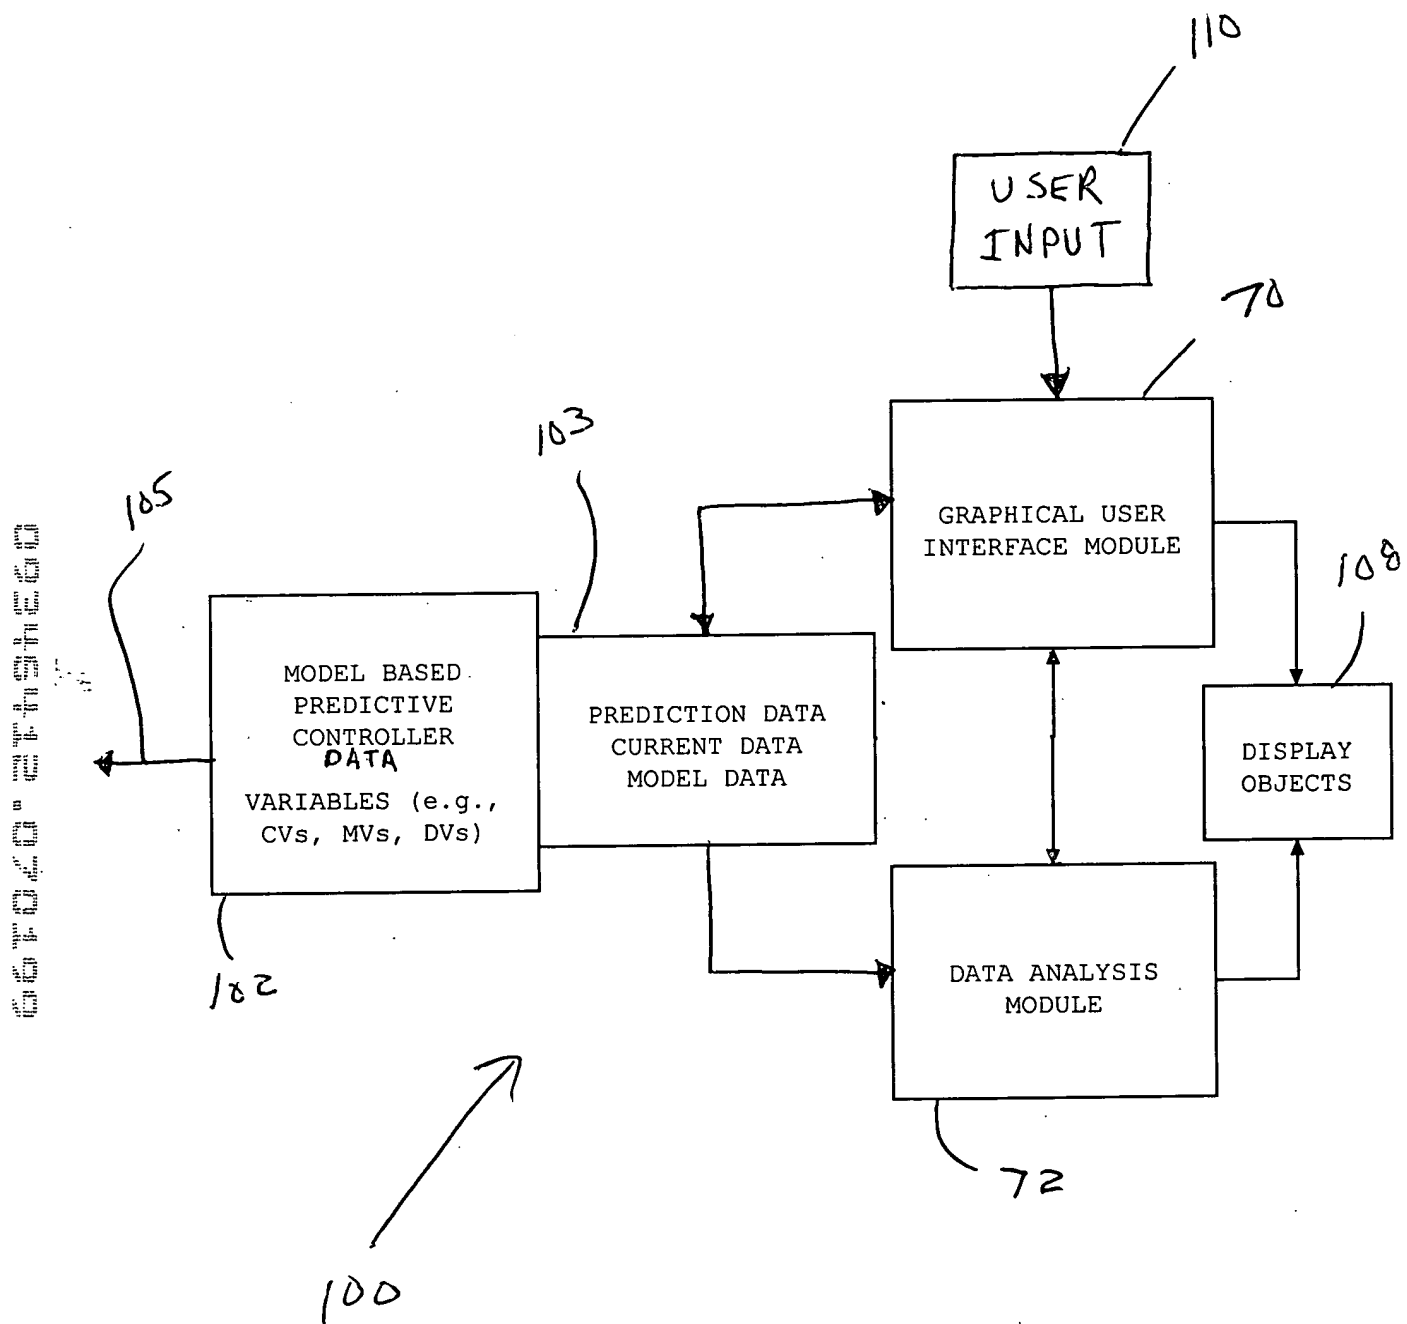 110
USER
INPUT
70
103
105
GRAPHICAL USER
INTERFACE MODULE
108
MODEL BASED
PREDICTIVE
CONTROLLER
DATA
VARIABLES (e.g.,
CVs, MVs, DVs)
PREDICTION DATA
CURRENT DATA
MODEL DATA
DISPLAY
OBJECTS
102
DATA ANALYSIS
MODULE
72
100